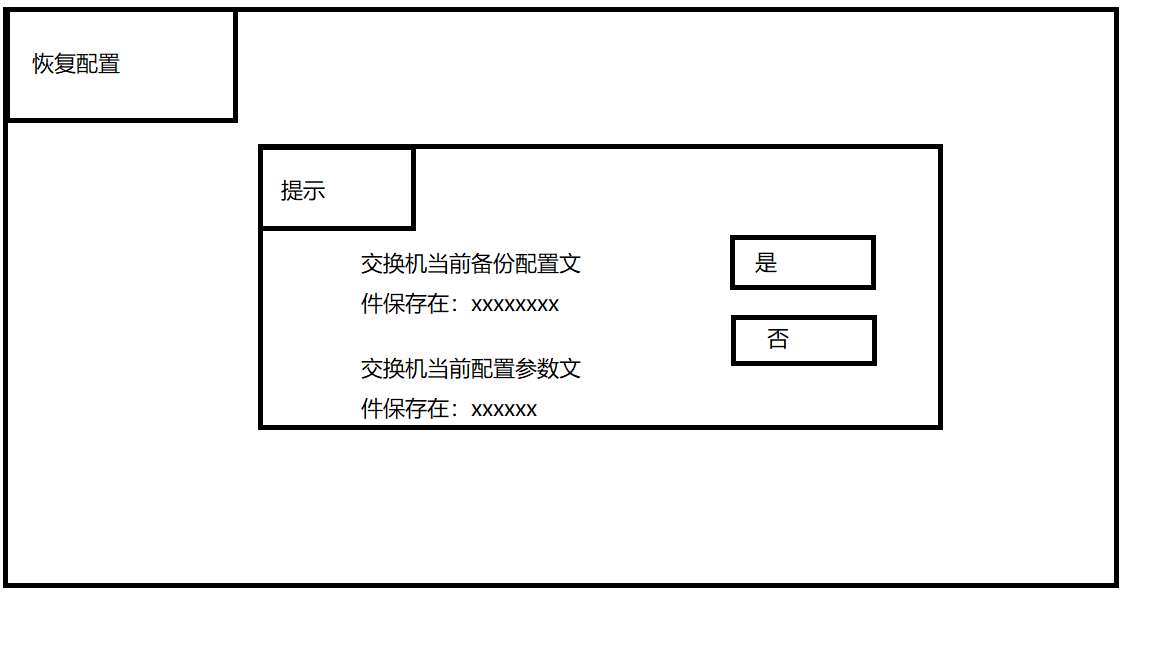 恢复配置
提示
交换机当前备份配置文
件保存在：xxxxxxxx
是
否
交换机当前配置参数文
件保存在：xxxxxx